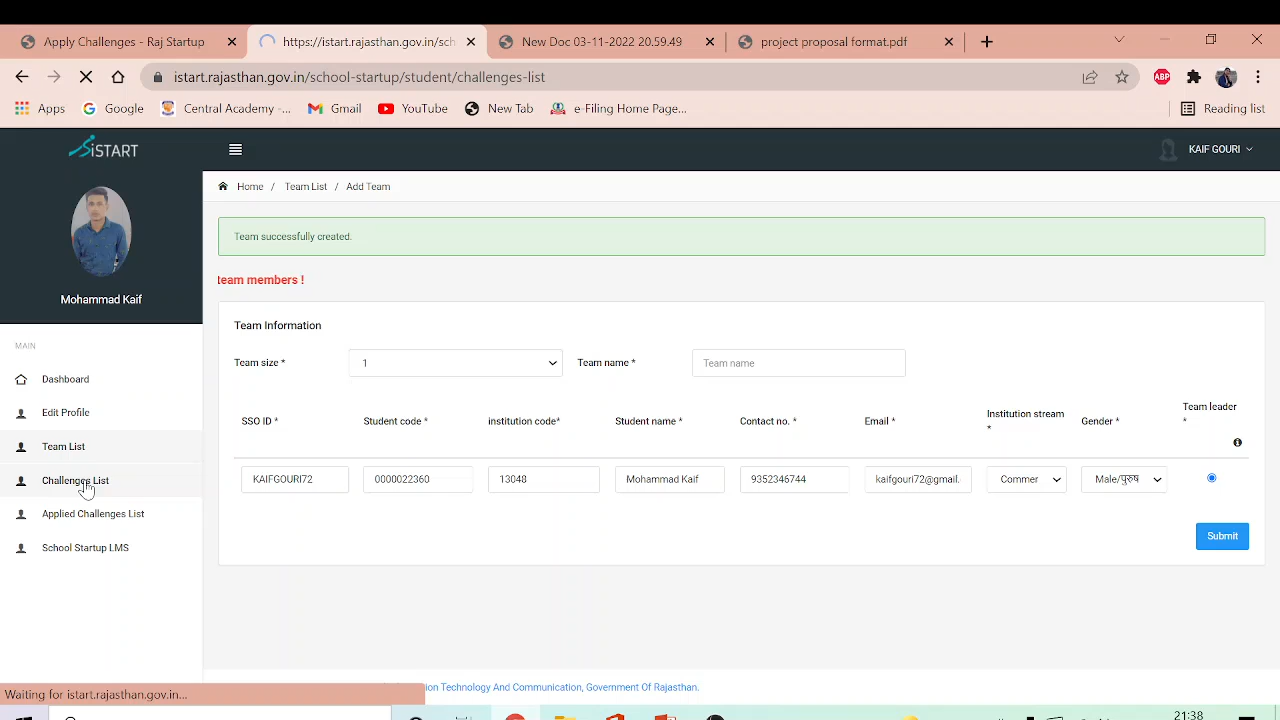 Apply Challenges - Raj Startup
https://istart.rajasthan.gov.in/sch
New Doc 03-11-2022 20.59.49
project proposal format.pdf
istart.rajasthan.gov.in/school-startup/student/challenges-list
ABP
Apps
Google
Central Academy -...
Gmail
YouTube
New Tab
e-Filing Home Page...
Reading list
iSTART
KAIF GOURI
Mohammad Kaif
MAIN
Dashboard
Edit Profile
Team List
Challenges List
Applied Challenges List
School Startup LMS
Home / Team List / Add Team
Team successfully created.
team members !
Team Information
Team size * 1 Team name * Team name
SSO ID * Student code * institution code* Student name * Contact no. * Email * Institution stream * Gender * Team leader *
KAIFGOURI72 0000022360 13048 Mohammad Kaif 9352346744 kaifgouri72@gmail. Commer Male/पुरुष
Submit
Technology And Communication, Government Of Rajasthan.
Waiting for istart.rajasthan.gov.in...
21:38